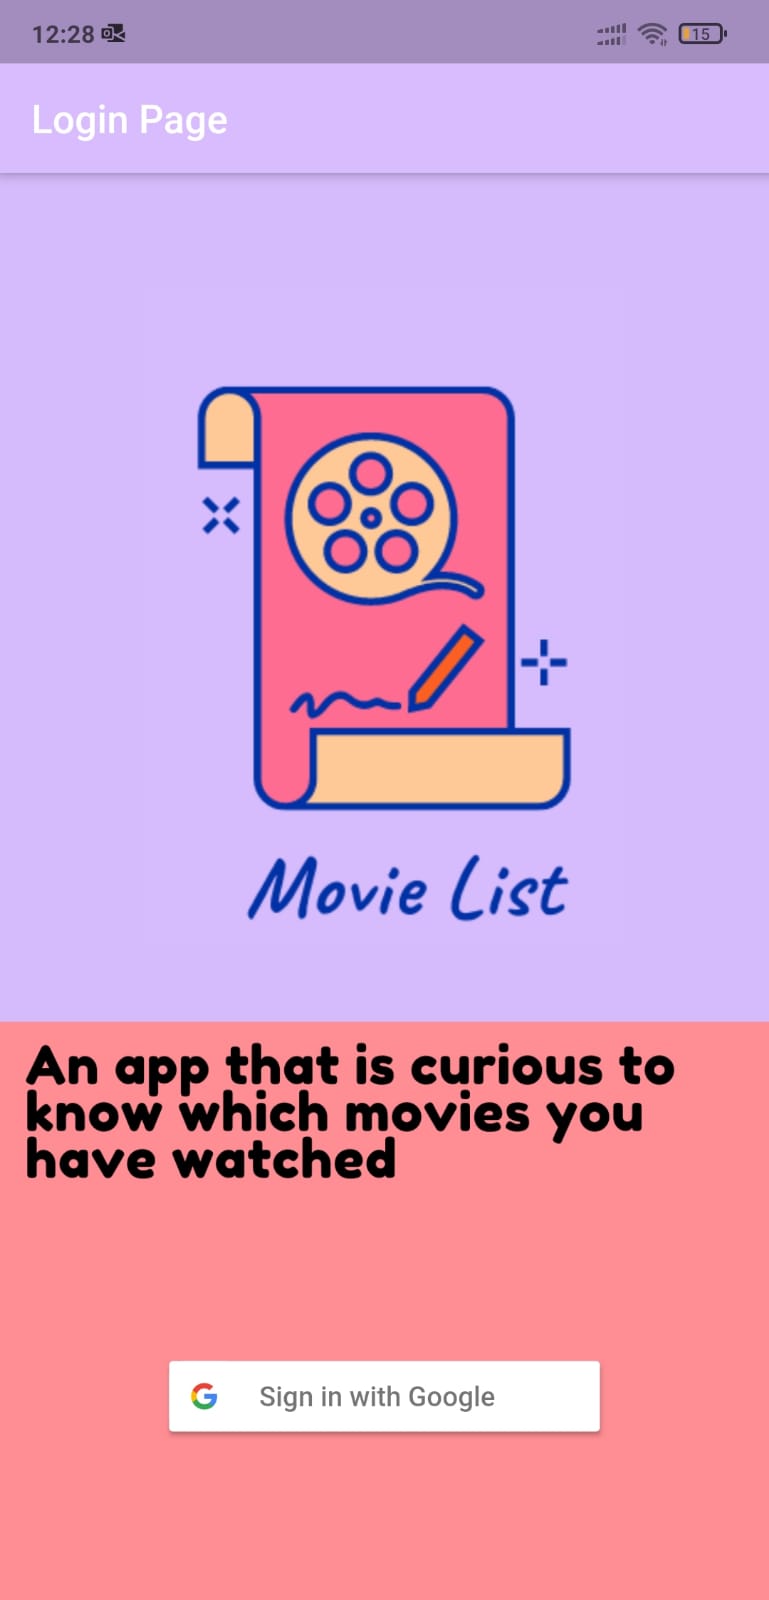 12:28
15
Login Page
Movie List
An app that is curious to
know which movies you
have watched
Sign in with Google